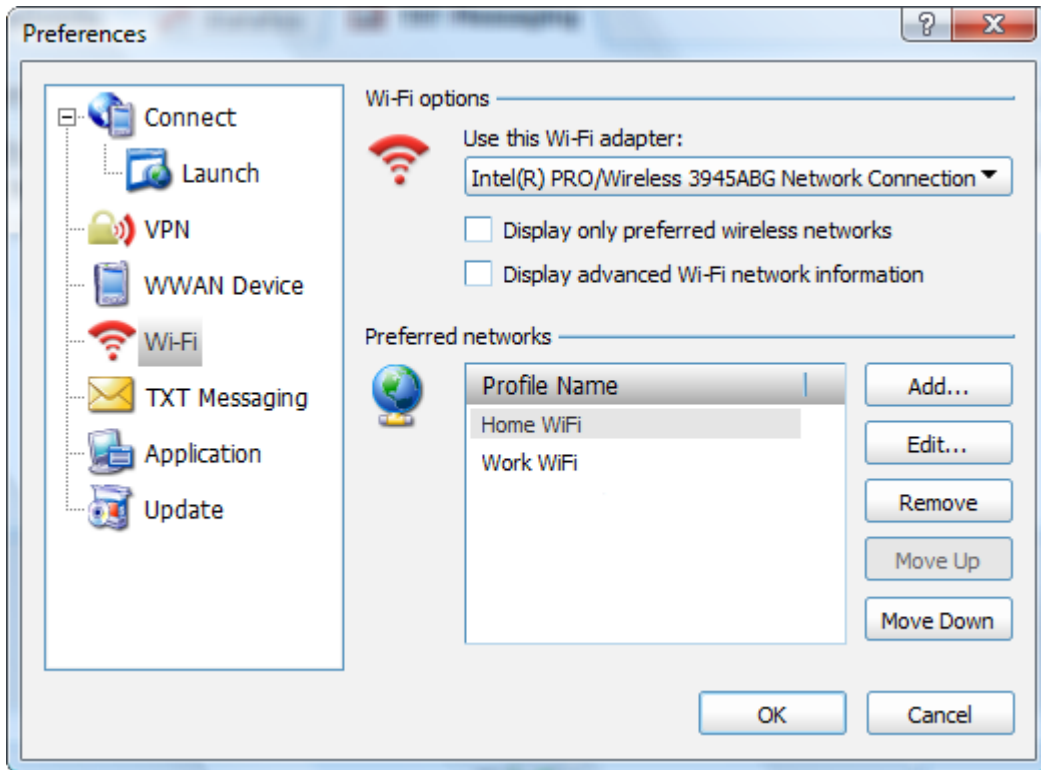 TXT Messaging
Preferences
Connect
Launch
VPN
WWAN Device
Wi-Fi
TXT Messaging
Application
Update
Wi-Fi options
Use this Wi-Fi adapter:
Intel(R) PRO/Wireless 3945ABG Network Connection
Display only preferred wireless networks
Display advanced Wi-Fi network information
Preferred networks
Profile Name
Home WiFi
Work WiFi
Add...
Edit...
Remove
Move Up
Move Down
OK
Cancel